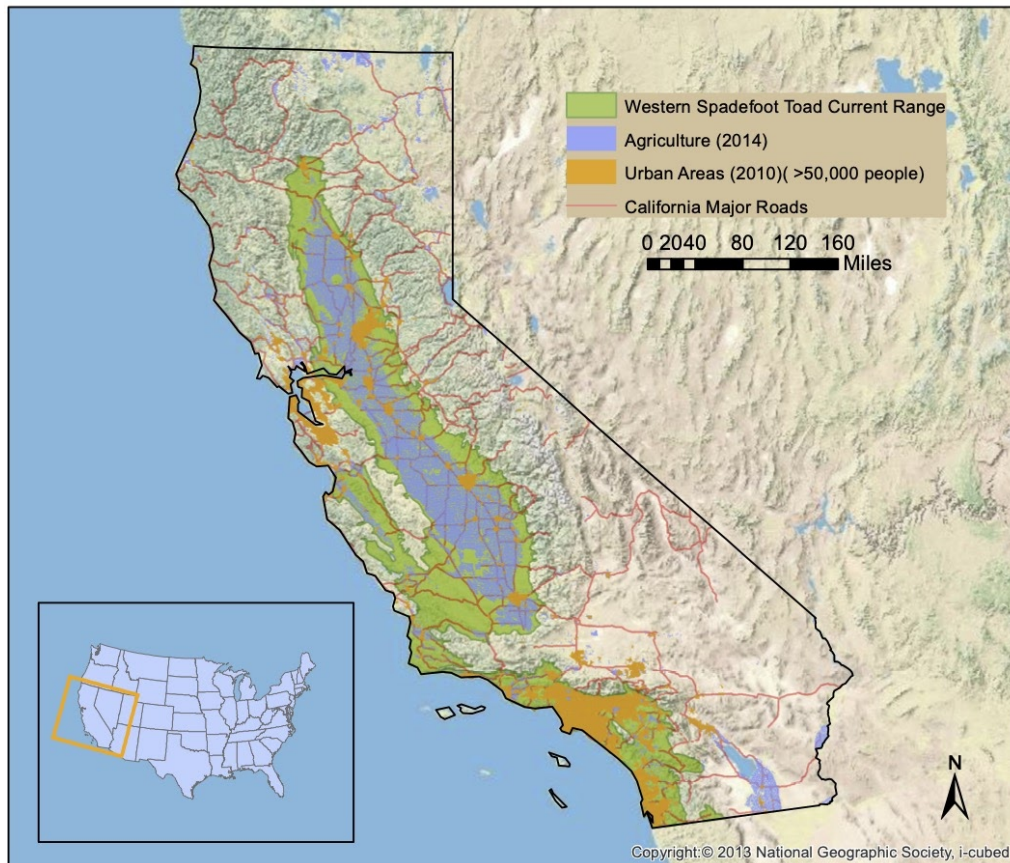 Western Spadefoot Toad Current Range
Agriculture (2014)
Urban Areas (2010)( >50,000 people)
California Major Roads
0 2040 80 120 160
Miles
N
Copyright:© 2013 National Geographic Society, i-cubed